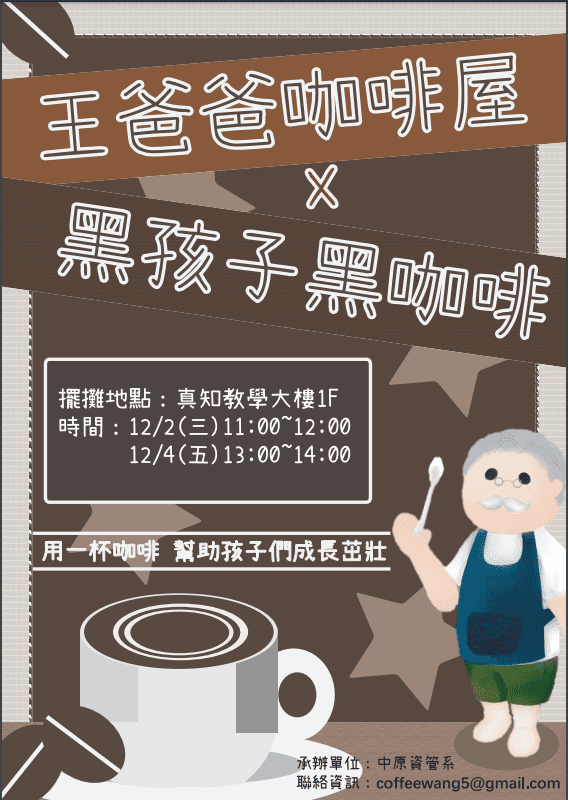 王爸爸咖啡屋
X
黑孩子黑咖啡
擺攤地點：真知教學大樓1F
時間：12/2(三)11:00~12:00
12/4(五)13:00~14:00
用一杯咖啡 幫助孩子們成長茁壯
承辦單位：中原資管系
聯絡資訊：coffeewang5@gmail.com